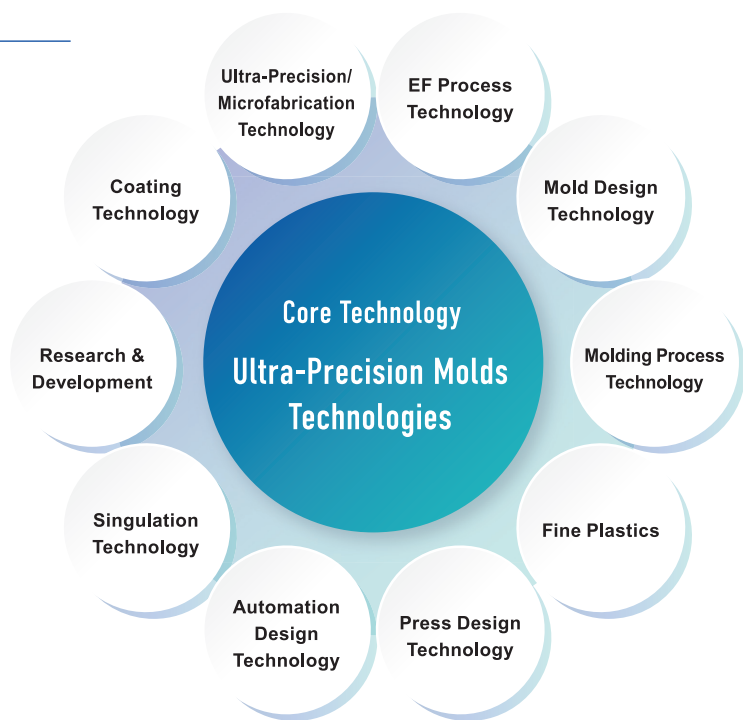 Ultra-Precision/
Microfabrication
Technology
EF Process
Technology
Mold Design
Technology
Molding Process
Technology
Fine Plastics
Press Design
Technology
Automation
Design
Technology
Singulation
Technology
Research &
Development
Coating
Technology
Core Technology
Ultra-Precision Molds
Technologies